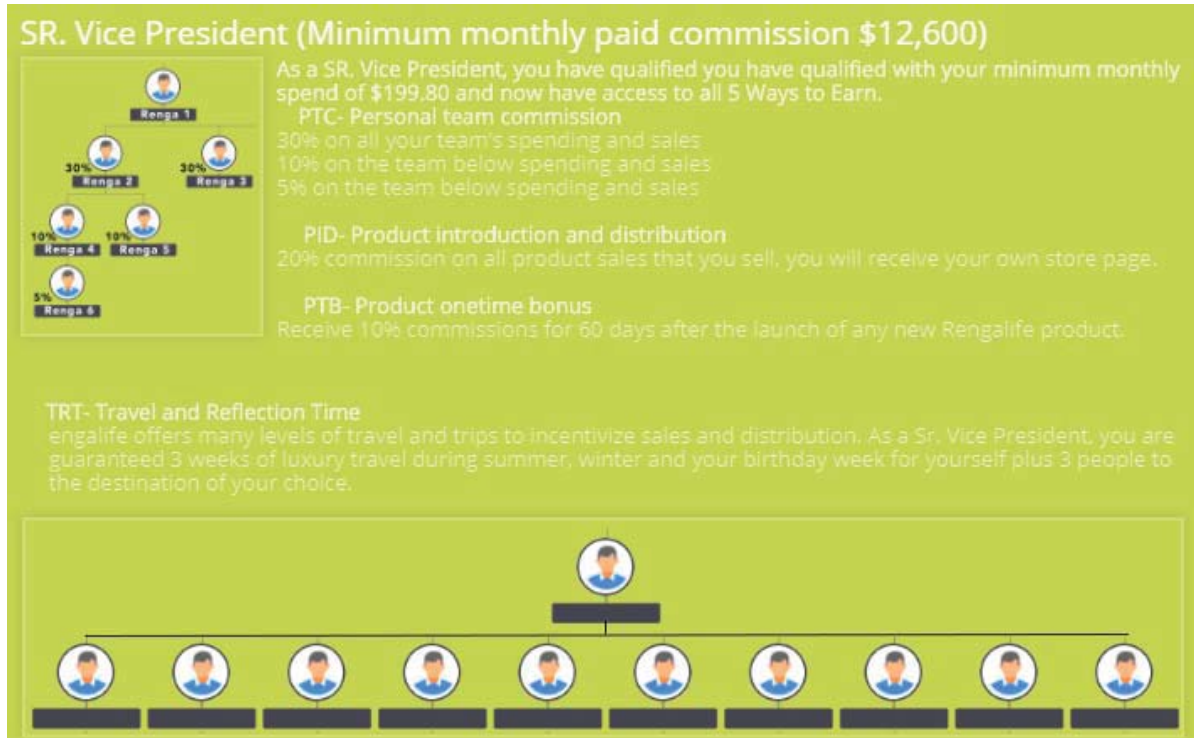 SR. Vice President (Minimum monthly paid commission $12,600)
Renga 1
30%
Renga 2
30%
Renga 3
10%
Renga 4
10%
Renga 5
5%
Renga 6
As a SR. Vice President, you have qualified you have qualified with your minimum monthly
spend of $199.80 and now have access to all 5 Ways to Earn.
PTC- Personal team commission
30% on all your team's spending and sales
10% on the team below spending and sales
5% on the team below spending and sales
PID- Product introduction and distribution
20% commission on all product sales that you sell, you will receive your own store page.
PTB- Product onetime bonus
Receive 10% commissions for 60 days after the launch of any new Rengalife product.
TRT- Travel and Reflection Time
engalife offers many levels of travel and trips to incentivize sales and distribution. As a Sr. Vice President, you are
guaranteed 3 weeks of luxury travel during summer, winter and your birthday week for yourself plus 3 people to
the destination of your choice.